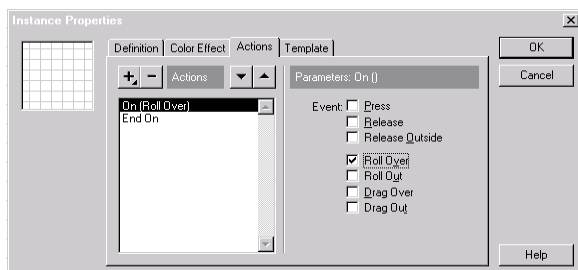 Instance Properties
Definition Color Effect Actions Template
OK
Cancel
Help
+ - Actions
On (Roll Over)
End On
Parameters: On ()
Event: Press
Release
Release Outside
Roll Over
Roll Out
Drag Over
Drag Out